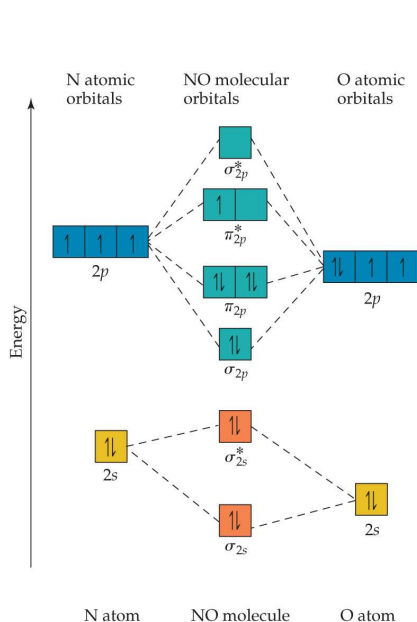 N atomic
orbitals
NO molecular
orbitals
O atomic
orbitals
Energy
σ*2p
π*2p
2p
π2p
2p
σ2p
σ*2s
2s
σ2s
2s
N atom
NO molecule
O atom